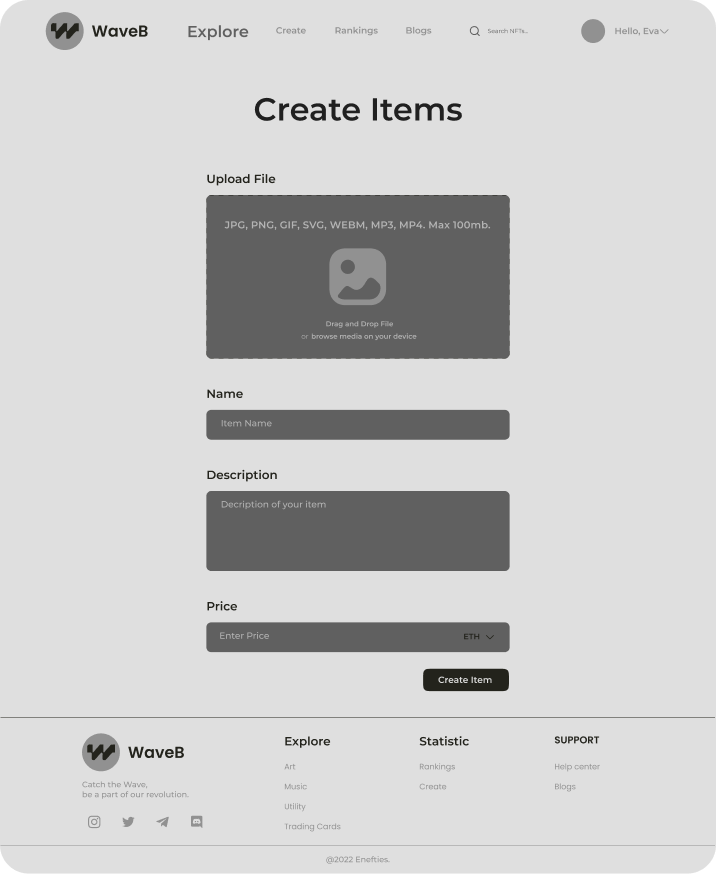 WaveB
Explore
Create
Rankings
Blogs
Search NFTs..
Hello, Eva
Create Items
Upload File
JPG, PNG, GIF, SVG, WEBM, MP3, MP4. Max 100mb.
Drag and Drop File
or browse media on your device
Name
Item Name
Description
Decription of your item
Price
Enter Price
ETH
Create Item
WaveB
Catch the Wave,
be a part of our revolution.
Explore
Art
Music
Utility
Trading Cards
Statistic
Rankings
Create
SUPPORT
Help center
Blogs
@2022 Enefties.